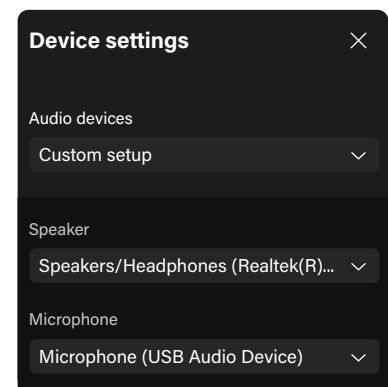 Device settings
Audio devices
Custom setup
Speaker
Speakers/Headphones (Realtek(R)...
Microphone
Microphone (USB Audio Device)